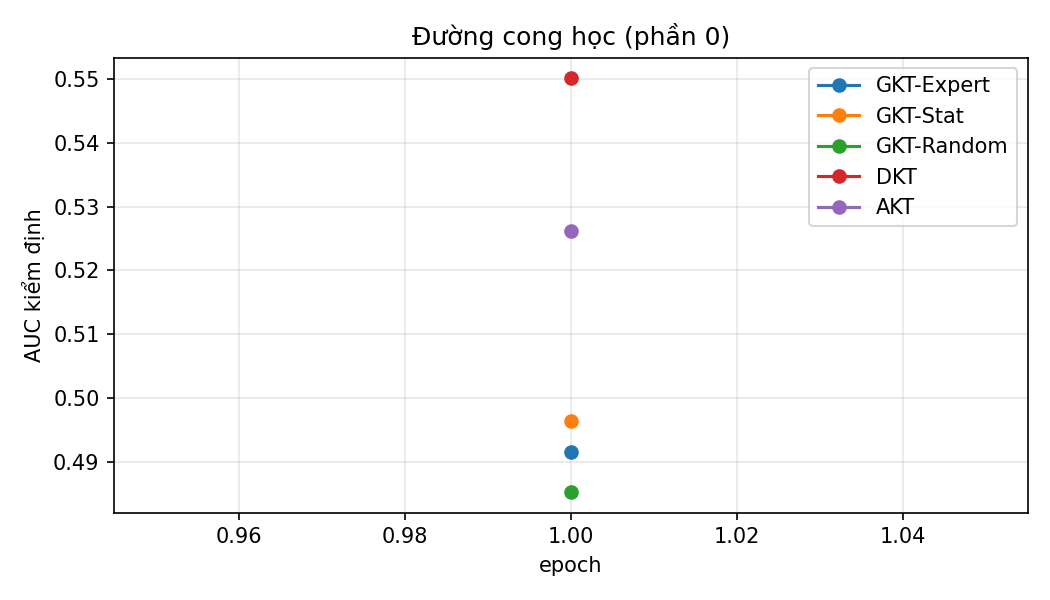 Đường cong học (phần 0)
AUC kiểm định
0.55
0.54
0.53
0.52
0.51
0.50
0.49
GKT-Expert
GKT-Stat
GKT-Random
DKT
AKT
0.96
0.98
1.00
1.02
1.04
epoch